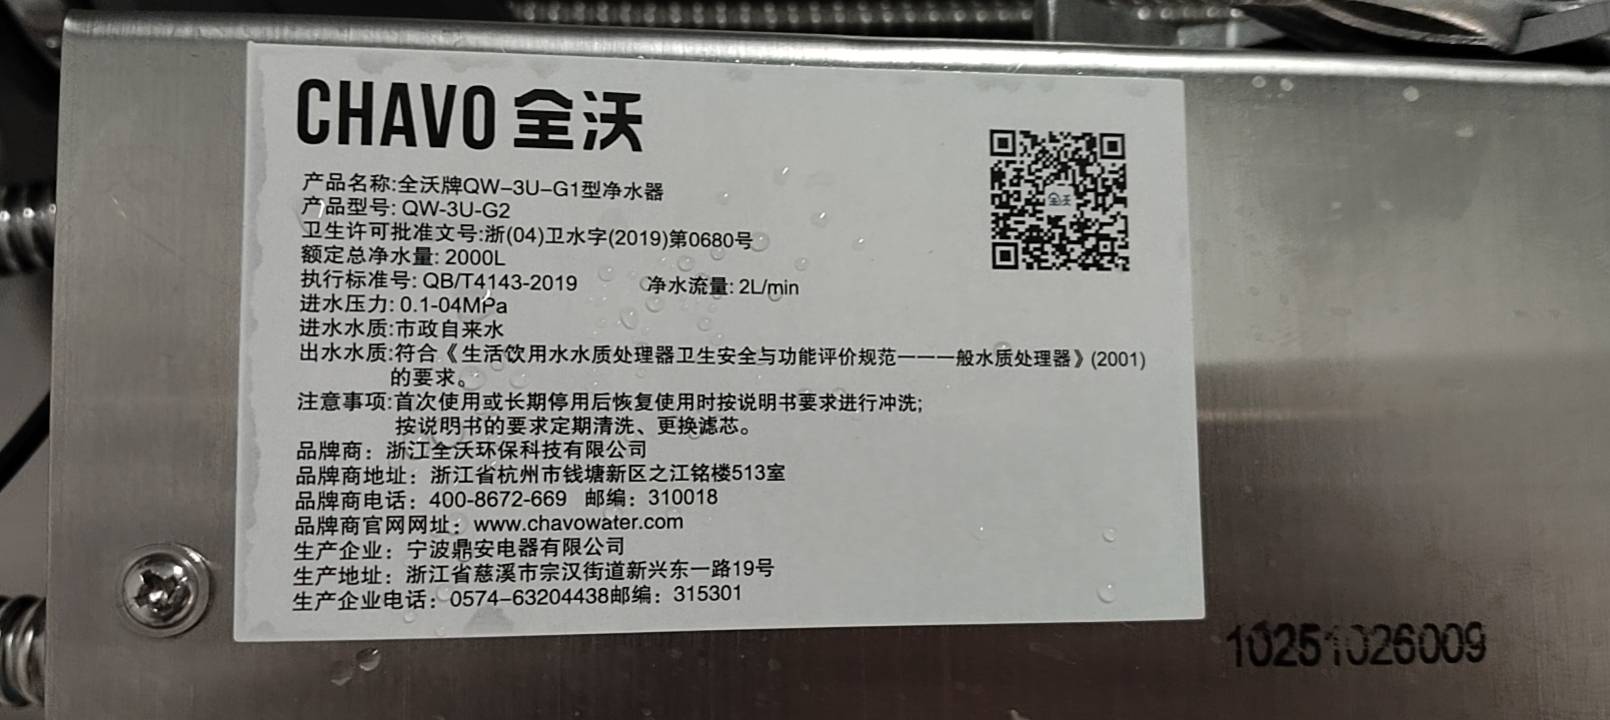 CHAVO 全沃
全沃
产品名称:全沃牌QW-3U-G1型净水器
产品型号: QW-3U-G2
卫生许可批准文号:浙(04)卫水字(2019)第0680号
额定总净水量: 2000L
执行标准号: QB/T4143-2019 净水流量: 2L/min
进水压力: 0.1-04MPa
进水水质:市政自来水
出水水质:符合《生活饮用水水质处理器卫生安全与功能评价规范一一一般水质处理器》(2001)
的要求。
注意事项:首次使用或长期停用后恢复使用时按说明书要求进行冲洗;
按说明书的要求定期清洗、更换滤芯。
品牌商：浙江全沃环保科技有限公司
品牌商地址：浙江省杭州市钱塘新区之江铭楼513室
品牌商电话：400-8672-669 邮编：310018
品牌商官网网址：www.chavowater.com
生产企业：宁波鼎安电器有限公司
生产地址：浙江省慈溪市宗汉街道新兴东一路19号
生产企业电话：0574-63204438邮编：315301
10251026009